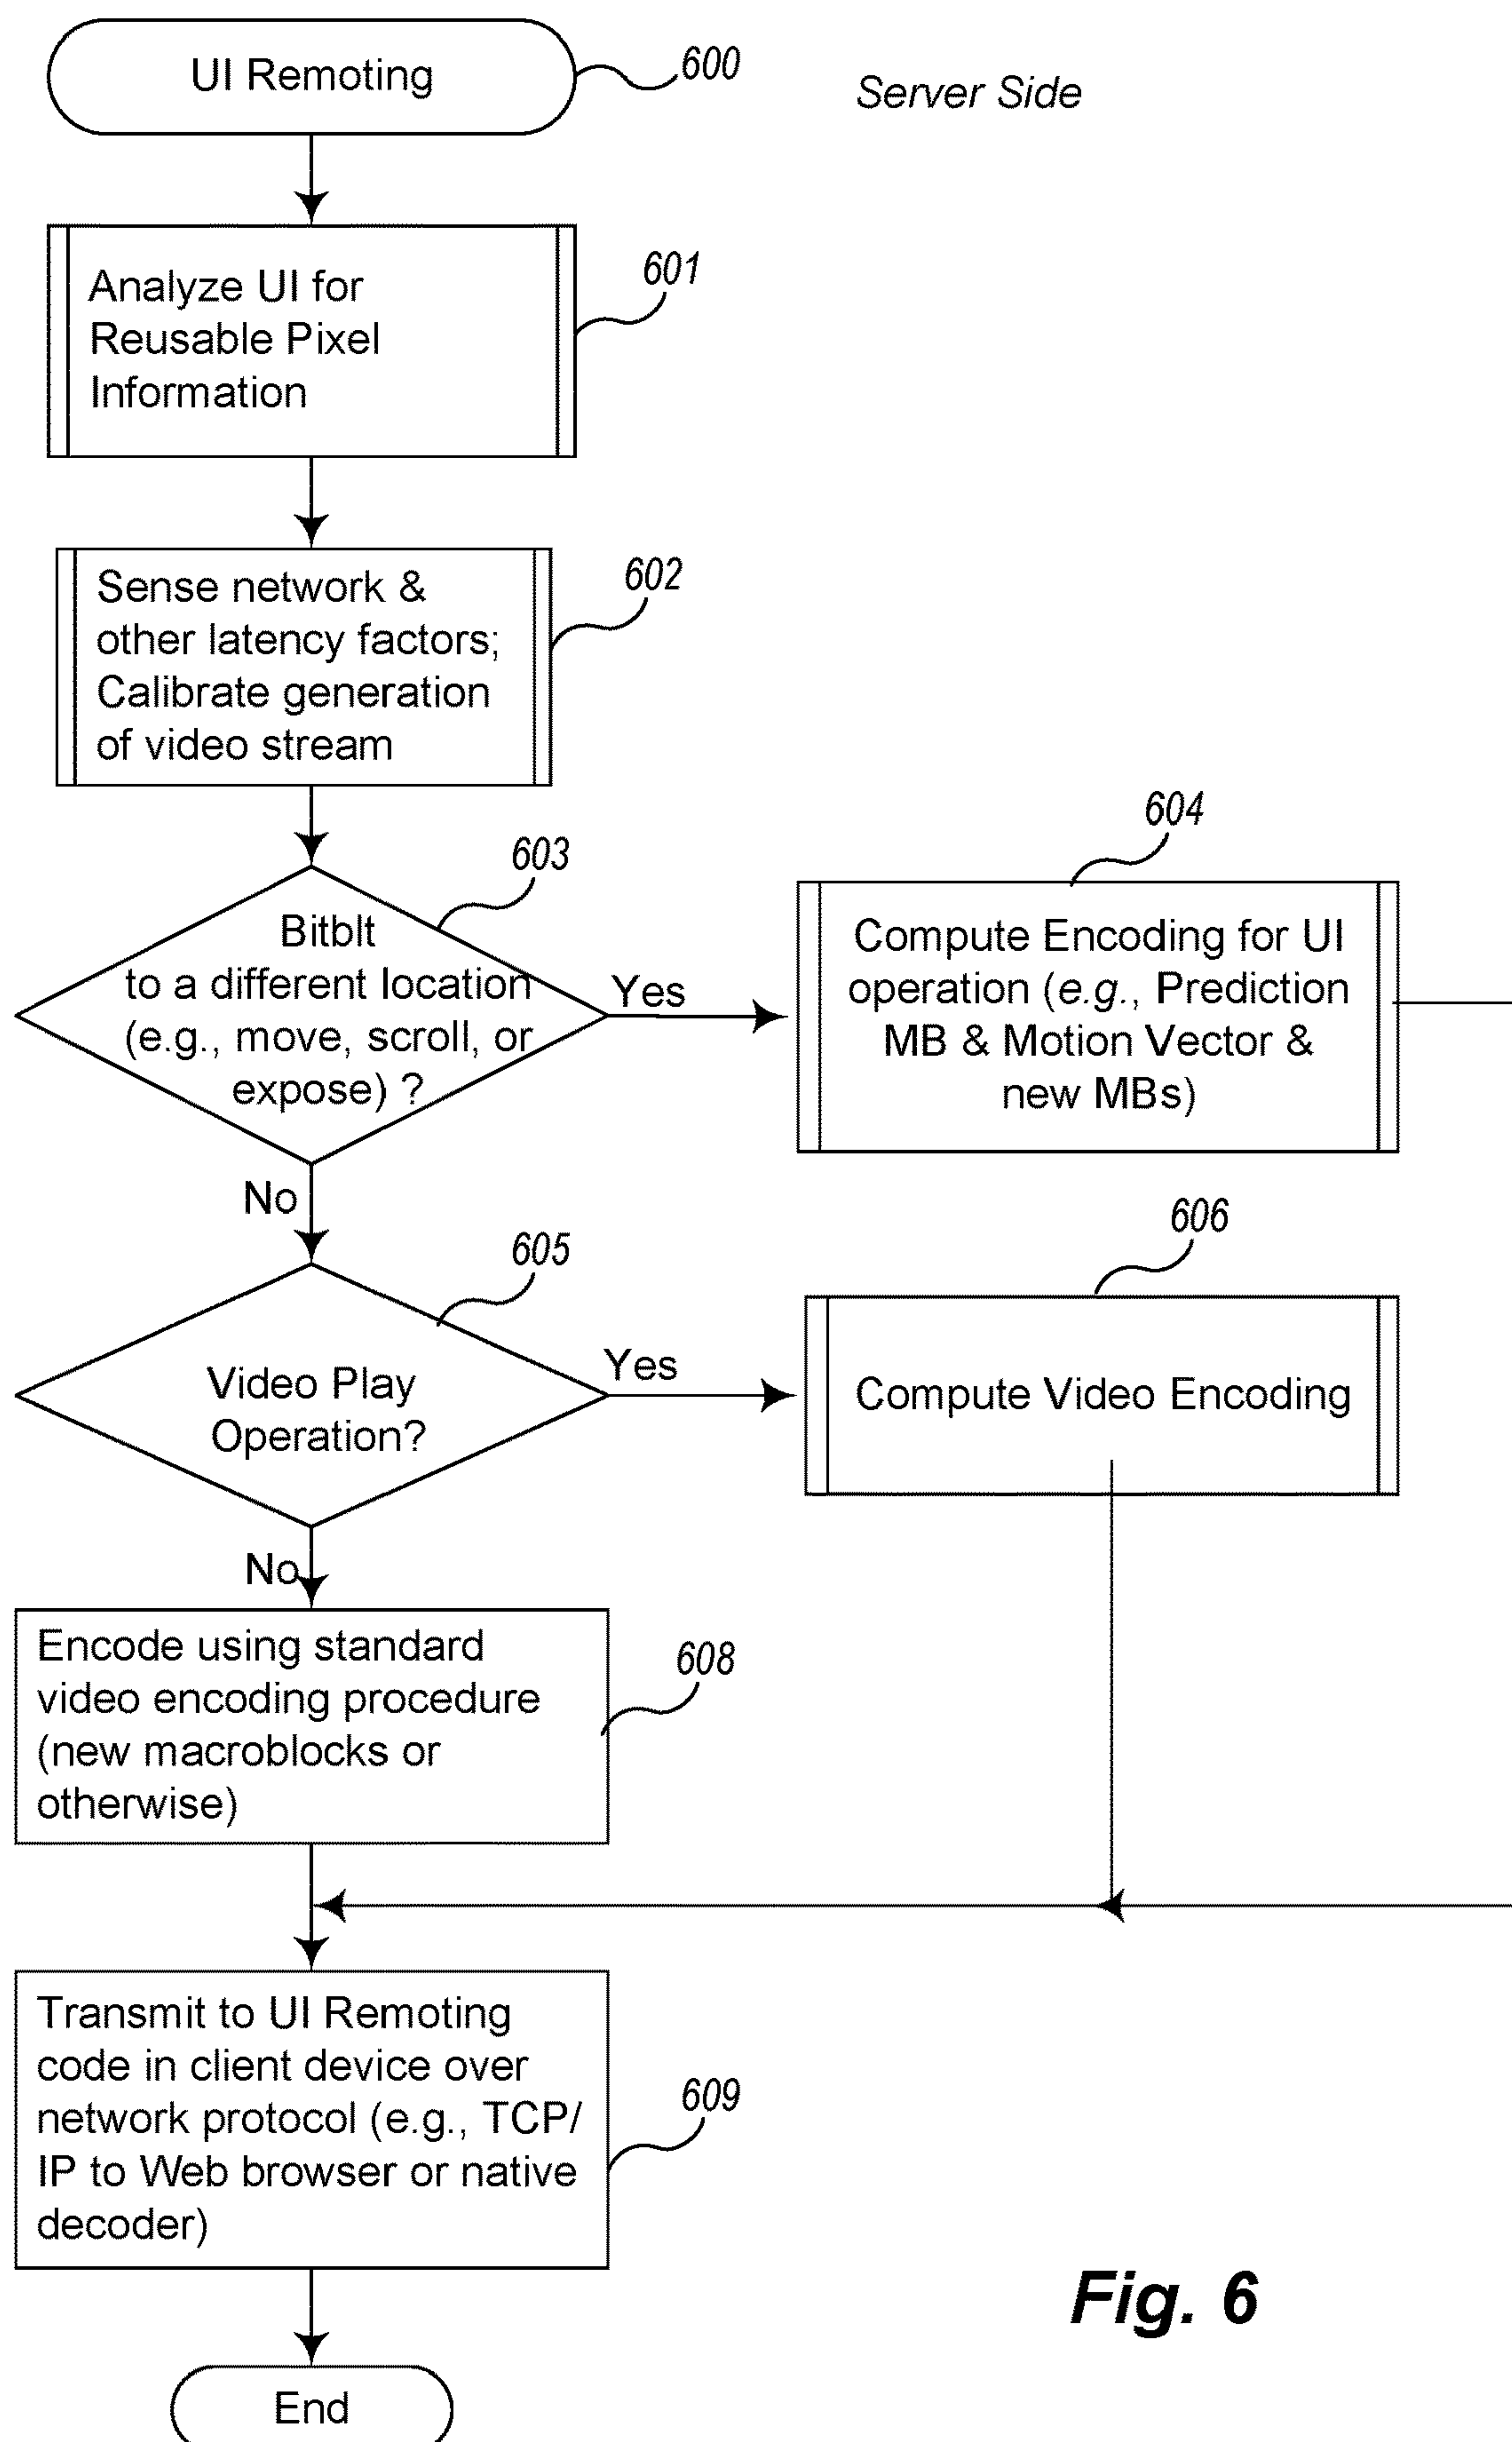 UI Remoting
600
Server Side
Analyze UI for
Reusable Pixel
Information
601
Sense network &
other latency factors;
Calibrate generation
of video stream
602
603
Bitblt
to a different location
(e.g., move, scroll, or
expose) ?
Yes
604
Compute Encoding for UI
operation (e.g., Prediction
MB & Motion Vector &
new MBs)
No
605
Video Play
Operation?
Yes
606
Compute Video Encoding
No
Encode using standard
video encoding procedure
(new macroblocks or
otherwise)
608
Transmit to UI Remoting
code in client device over
network protocol (e.g., TCP/
IP to Web browser or native
decoder)
609
Fig. 6
End